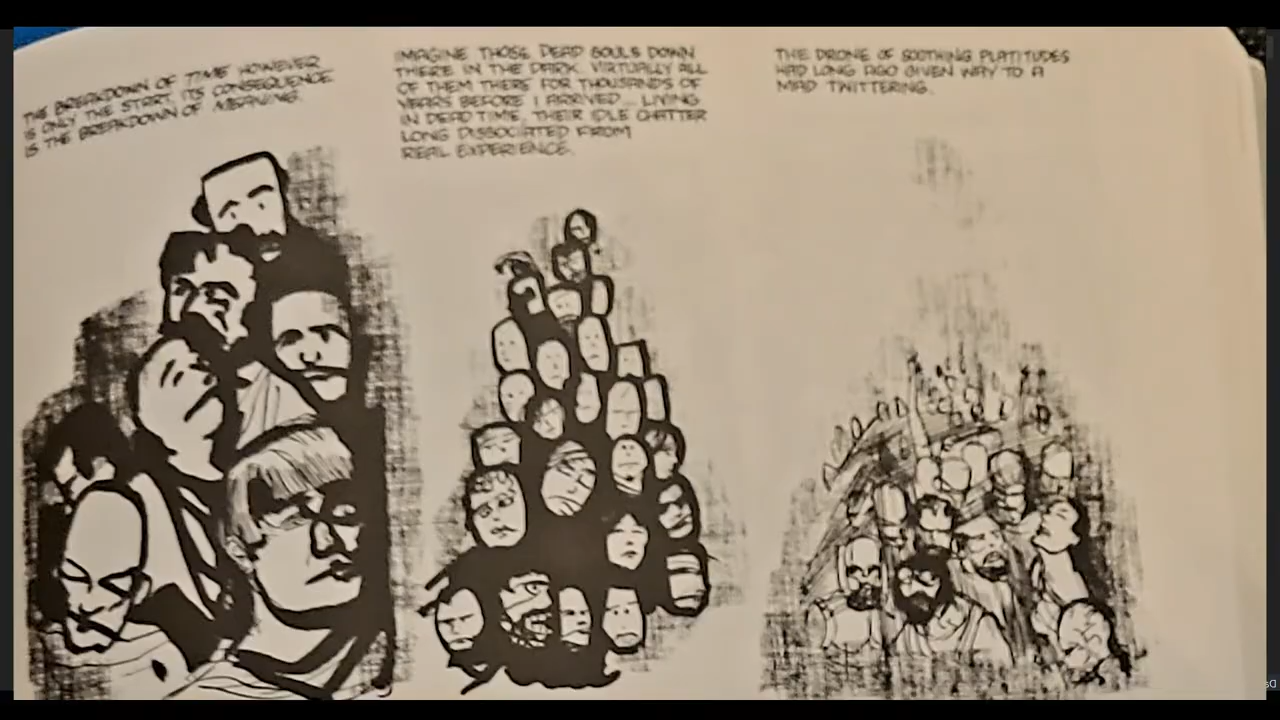 THE BREAKDOWN OF TIME HOWEVER
IS ONLY THE START. ITS CONSEQUENCE
IS THE BREAKDOWN OF MEANING.
IMAGINE THOSE DEAD SOULS DOWN
THERE IN THE DARK. VIRTUALLY ALL
OF THEM THERE FOR THOUSANDS OF
YEARS BEFORE I ARRIVED... LIVING
IN DEAD TIME, THEIR IDLE CHATTER
LONG DISSOCIATED FROM
REAL EXPERIENCE.
THE DRONE OF SOOTHING PLATITUDES
HAD LONG AGO GIVEN WAY TO A
MAD TWITTERING.